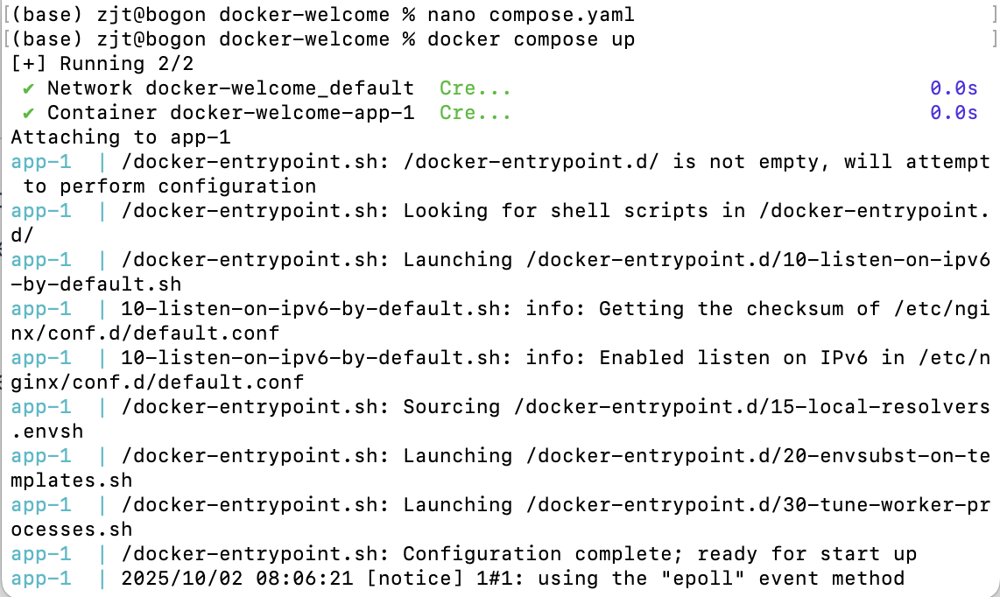 [(base) zjt@bogon docker-welcome % nano compose.yaml ]
[(base) zjt@bogon docker-welcome % docker compose up ]
[+] Running 2/2
✔ Network docker-welcome_default Cre... 0.0s
✔ Container docker-welcome-app-1 Cre... 0.0s
Attaching to app-1
app-1 | /docker-entrypoint.sh: /docker-entrypoint.d/ is not empty, will attempt
to perform configuration
app-1 | /docker-entrypoint.sh: Looking for shell scripts in /docker-entrypoint.
d/
app-1 | /docker-entrypoint.sh: Launching /docker-entrypoint.d/10-listen-on-ipv6
-by-default.sh
app-1 | 10-listen-on-ipv6-by-default.sh: info: Getting the checksum of /etc/ngi
nx/conf.d/default.conf
app-1 | 10-listen-on-ipv6-by-default.sh: info: Enabled listen on IPv6 in /etc/n
ginx/conf.d/default.conf
app-1 | /docker-entrypoint.sh: Sourcing /docker-entrypoint.d/15-local-resolvers
.envsh
app-1 | /docker-entrypoint.sh: Launching /docker-entrypoint.d/20-envsubst-on-te
mplates.sh
app-1 | /docker-entrypoint.sh: Launching /docker-entrypoint.d/30-tune-worker-pr
ocesses.sh
app-1 | /docker-entrypoint.sh: Configuration complete; ready for start up
app-1 | 2025/10/02 08:06:21 [notice] 1#1: using the "epoll" event method